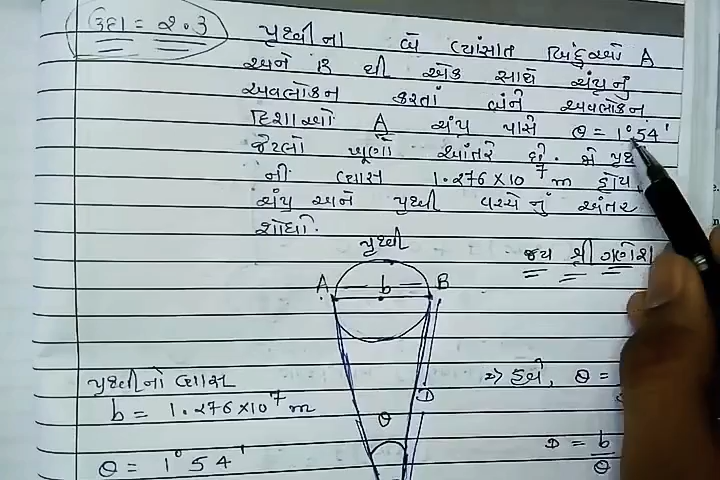 ઉદા = ૨.૩
પૃથ્વીના બે વ્યાસાંત બિંદુઓ A
અને B થી એક સાથે ચંદ્રનું
અવલોકન કરતાં બંને અવલોકન
દિશાઓ A ચંદ્ર પાસે θ = 1°54'
જેટલો ખૂણો આંતરે છે. જો પૃથ્
ની વ્યાસ 1.276×10⁷ m હોય,
ચંદ્ર અને પૃથ્વી વચ્ચેનું અંતર
શોધો.
જય શ્રી ગણેશ
પૃથ્વી
A b B
પૃથ્વીનો વ્યાસ
b = 1.276×10⁷ m
θ = 1°54'
D
θ
⇒ હવે, θ =
D = b/θ